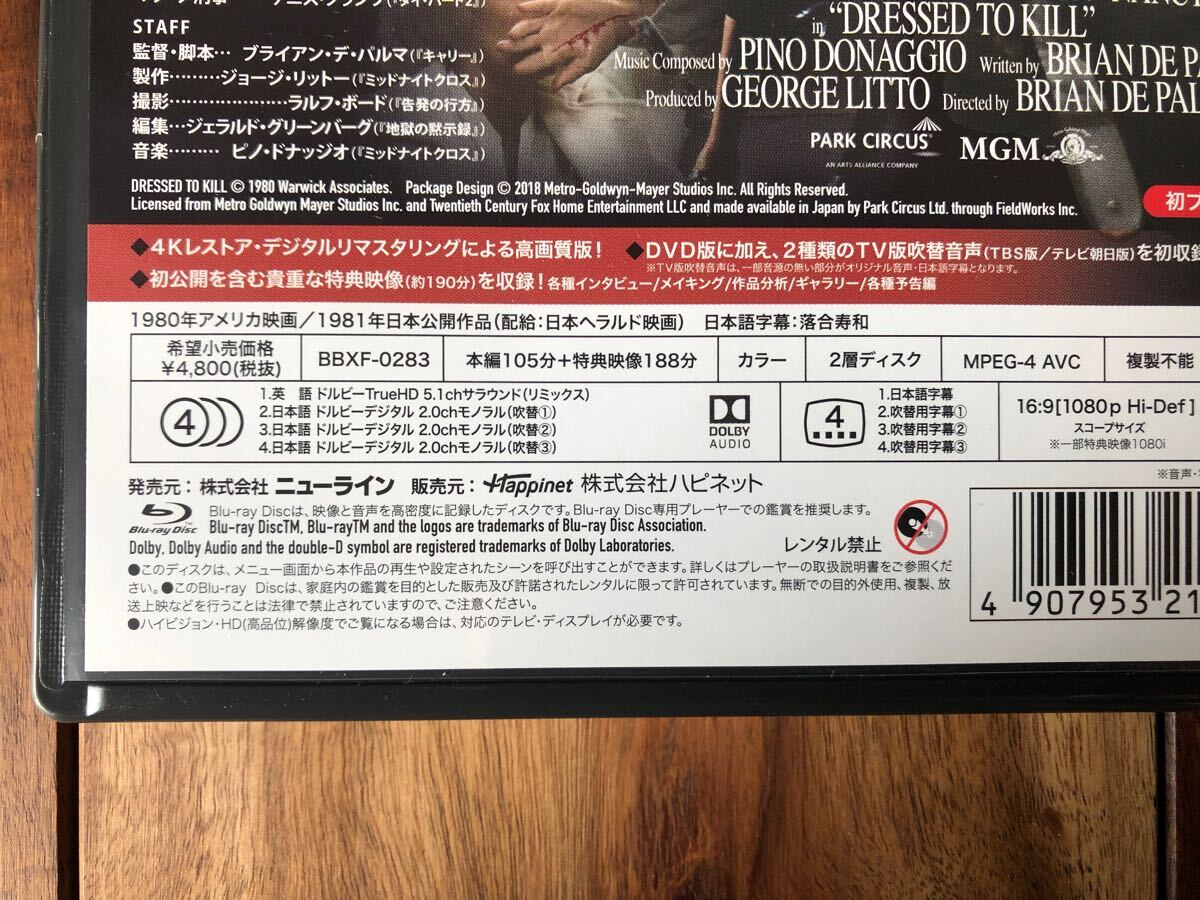 デニス・フランツ(『ダイ・ハード2』)
STAFF
監督・脚本… ブライアン・デ・パルマ(『キャリー』)
製作………ジョージ・リットー(『ミッドナイトクロス』)
撮影…………………ラルフ・ボード(『告発の行方』)
編集…ジェラルド・グリーンバーグ(『地獄の黙示録』)
音楽……… ピノ・ドナッジオ(『ミッドナイトクロス』)
in "DRESSED TO KILL"
Music Composed by PINO DONAGGIO Written by BRIAN DE PA
Produced by GEORGE LITTO Directed by BRIAN DE PAL
PARK CIRCUS
AN ARTS ALLIANCE COMPANY
MGM
DRESSED TO KILL © 1980 Warwick Associates. Package Design © 2018 Metro-Goldwyn-Mayer Studios Inc. All Rights Reserved.
Licensed from Metro Goldwyn Mayer Studios Inc. and Twentieth Century Fox Home Entertainment LLC and made available in Japan by Park Circus Ltd. through FieldWorks Inc.
初ブ
◆4Kレストア・デジタルリマスタリングによる高画質版! ◆DVD版に加え、2種類のTV版吹替音声(TBS版/テレビ朝日版)を初収録
※TV版吹替音声は、一部音源の無い部分がオリジナル音声・日本語字幕となります。
◆初公開を含む貴重な特典映像(約190分)を収録!各種インタビュー/メイキング/作品分析/ギャラリー/各種予告編
1980年アメリカ映画/1981年日本公開作品(配給:日本ヘラルド映画) 日本語字幕:落合寿和
希望小売価格
¥4,800(税抜)
BBXF-0283
本編105分+特典映像188分
カラー
2層ディスク
MPEG-4 AVC
複製不能
4
1.英 語 ドルビーTrueHD 5.1chサラウンド(リミックス)
2.日本語 ドルビーデジタル 2.0chモノラル(吹替①)
3.日本語 ドルビーデジタル 2.0chモノラル(吹替②)
4.日本語 ドルビーデジタル 2.0chモノラル(吹替③)
DOLBY
AUDIO
4
1.日本語字幕
2.吹替用字幕①
3.吹替用字幕②
4.吹替用字幕③
16:9[1080p Hi-Def]
スコープサイズ
※一部特典映像1080i
発売元:株式会社 ニューライン 販売元:Happinet 株式会社ハピネット
※音声・
Blu-ray Disc
Blu-ray Discは、映像と音声を高密度に記録したディスクです。Blu-ray Disc専用プレーヤーでの鑑賞を推奨します。
Blu-ray DiscTM, Blu-rayTM and the logos are trademarks of Blu-ray Disc Association.
Dolby, Dolby Audio and the double-D symbol are registered trademarks of Dolby Laboratories.
レンタル禁止
●このディスクは、メニュー画面から本作品の再生や設定されたシーンを呼び出すことができます。詳しくはプレーヤーの取扱説明書をご参照くだ
さい。●このBlu-ray Discは、家庭内の鑑賞を目的とした販売及び許諾されたレンタルに限って許可されています。無断での目的外使用、複製、放
送上映などを行うことは法律で禁止されていますので、ご注意ください。
●ハイビジョン・HD(高品位)解像度でご覧になる場合は、対応のテレビ・ディスプレイが必要です。
4 907953 21